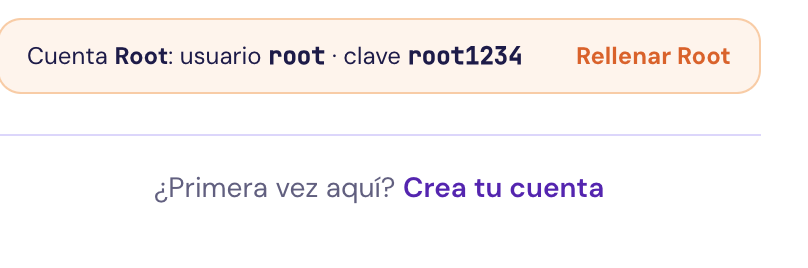 Cuenta Root: usuario root · clave root1234 Rellenar Root
¿Primera vez aquí? Crea tu cuenta